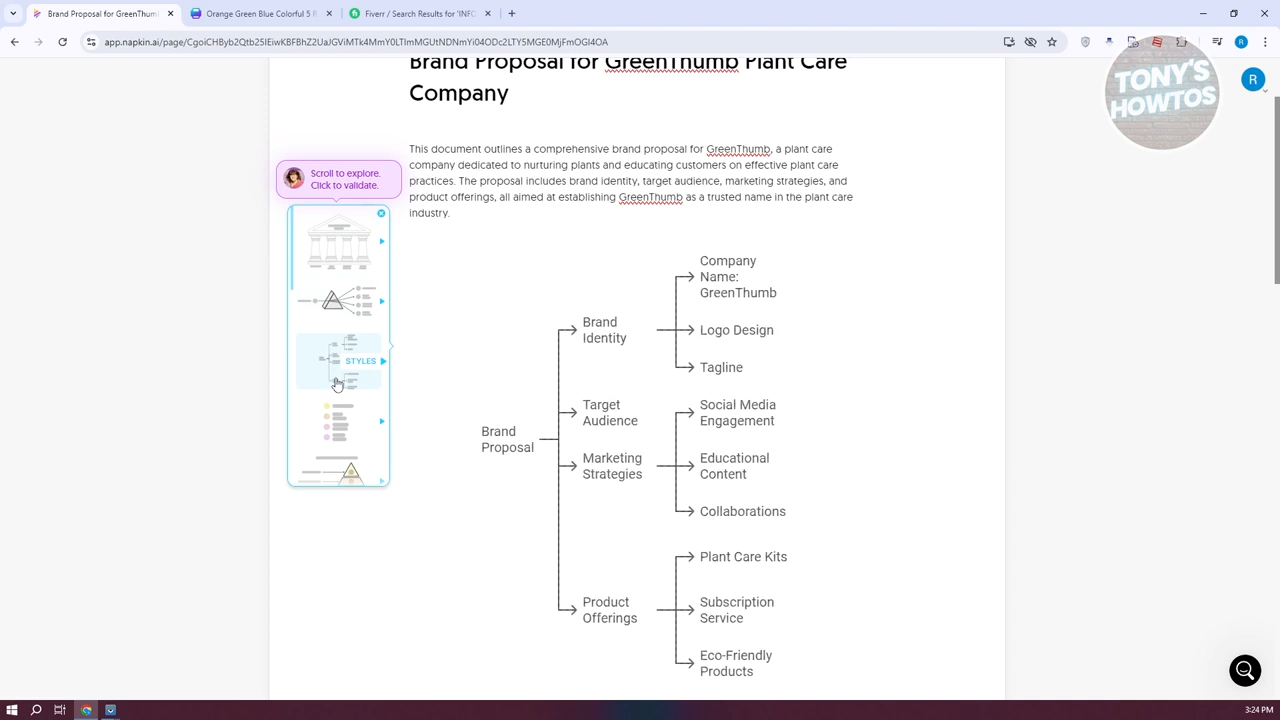 Brand Proposal for GreenThum
Orange Green Blue Colorful 5 R
Fiverr / Search Results for 'INFO
app.napkin.ai/page/CgoiCHByb2Qtb25lEiwKBFBhZ2UaJGViMTk4MmY0LTlmMGUtNDNmYi04ODc2LTY5MGE0MjFmOGI4OA
R
TONY'S
HOWTOS
R
Brand Proposal for GreenThumb Plant Care
Company
This document outlines a comprehensive brand proposal for GreenThumb, a plant care
company dedicated to nurturing plants and educating customers on effective plant care
practices. The proposal includes brand identity, target audience, marketing strategies, and
product offerings, all aimed at establishing GreenThumb as a trusted name in the plant care
industry.
Scroll to explore.
Click to validate.
STYLES
Brand
Proposal
Brand
Identity
Company
Name:
GreenThumb
Logo Design
Tagline
Target
Audience
Marketing
Strategies
Social Media
Engagement
Educational
Content
Collaborations
Product
Offerings
Plant Care Kits
Subscription
Service
Eco-Friendly
Products
3:24 PM